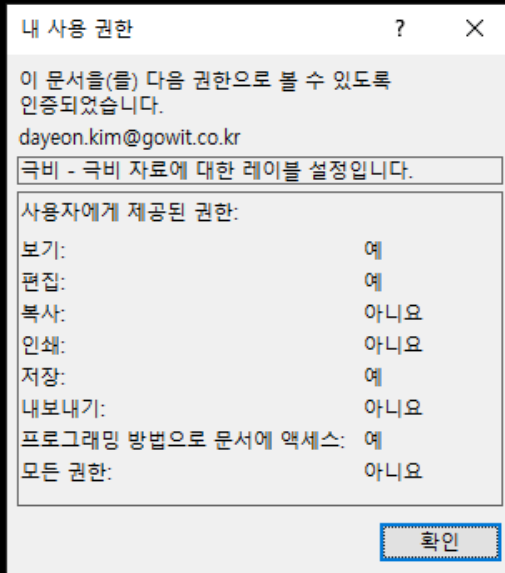 내 사용 권한 ?
이 문서을(를) 다음 권한으로 볼 수 있도록
인증되었습니다.
dayeon.kim@gowit.co.kr
극비 - 극비 자료에 대한 레이블 설정입니다.
사용자에게 제공된 권한:
보기: 예
편집: 예
복사: 아니요
인쇄: 아니요
저장: 예
내보내기: 아니요
프로그래밍 방법으로 문서에 액세스: 예
모든 권한: 아니요
확인